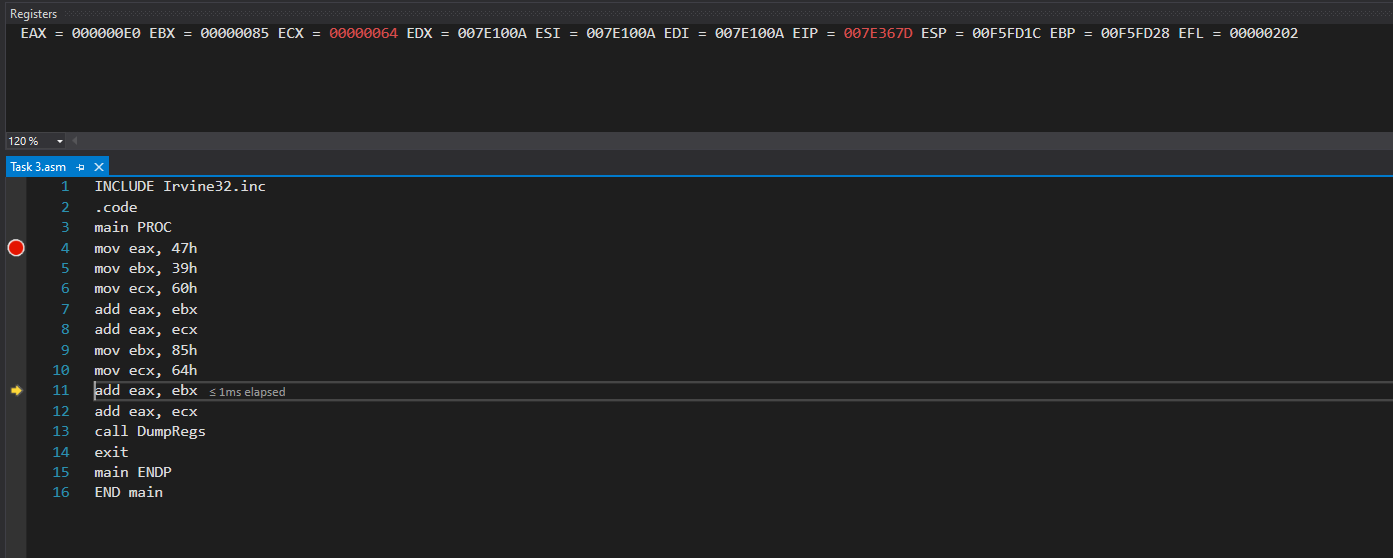 Registers
EAX = 000000E0 EBX = 00000085 ECX = 00000064 EDX = 007E100A ESI = 007E100A EDI = 007E100A EIP = 007E367D ESP = 00F5FD1C EBP = 00F5FD28 EFL = 00000202
120 %
Task 3.asm
1 INCLUDE Irvine32.inc
2 .code
3 main PROC
4 mov eax, 47h
5 mov ebx, 39h
6 mov ecx, 60h
7 add eax, ebx
8 add eax, ecx
9 mov ebx, 85h
10 mov ecx, 64h
11 add eax, ebx ≤ 1ms elapsed
12 add eax, ecx
13 call DumpRegs
14 exit
15 main ENDP
16 END main